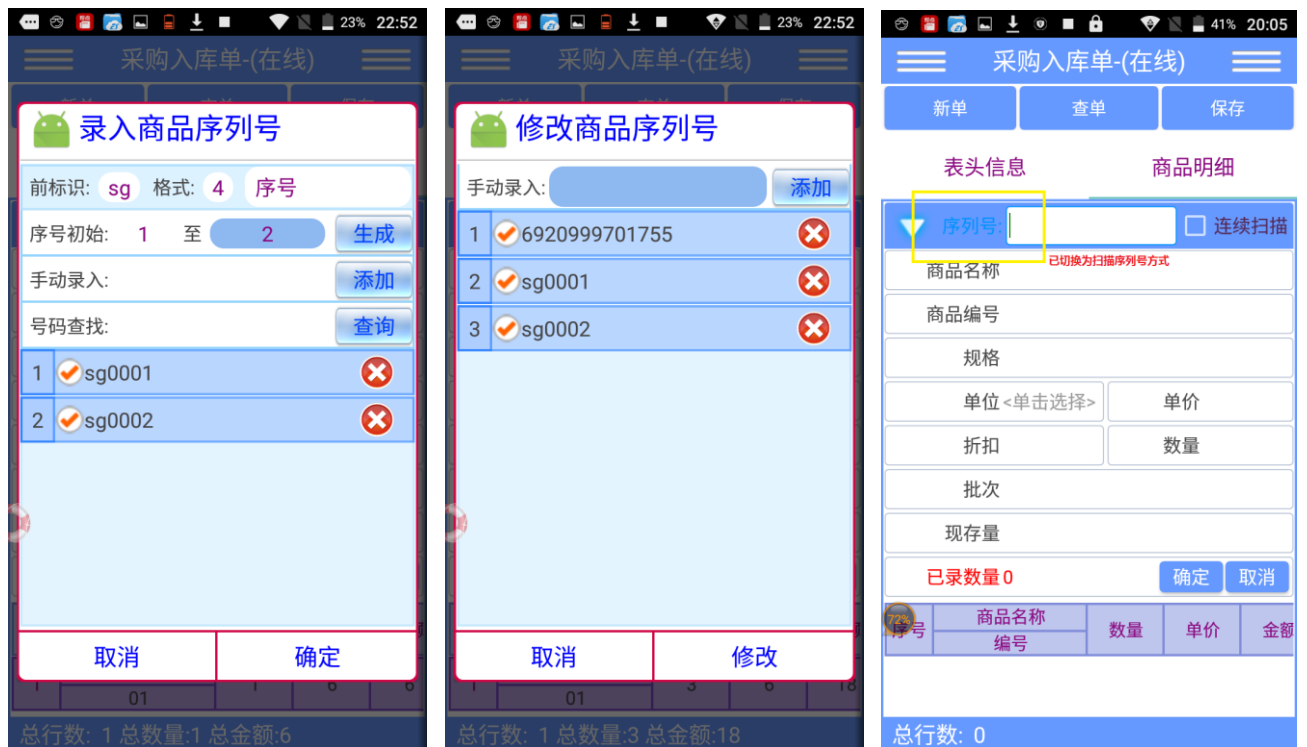 23% 22:52
采购入库单-(在线)
录入商品序列号
前标识: sg 格式: 4 序号
序号初始: 1 至 2 生成
手动录入: 添加
号码查找: 查询
1 sg0001
2 sg0002
取消 确定
1 01 1 6 6
总行数: 1 总数量:1 总金额:6
23% 22:52
采购入库单-(在线)
修改商品序列号
手动录入: 添加
1 6920999701755
2 sg0001
3 sg0002
取消 修改
1 01 3 6 18
总行数: 1 总数量:3 总金额:18
41% 20:05
采购入库单-(在线)
新单 查单 保存
表头信息 商品明细
序列号: 连续扫描
已切换为扫描序列号方式
商品名称
商品编号
规格
单位 <单击选择> 单价
折扣 数量
批次
现存量
已录数量0 确定 取消
72%
序号 商品名称 数量 单价 金额
编号
总行数: 0